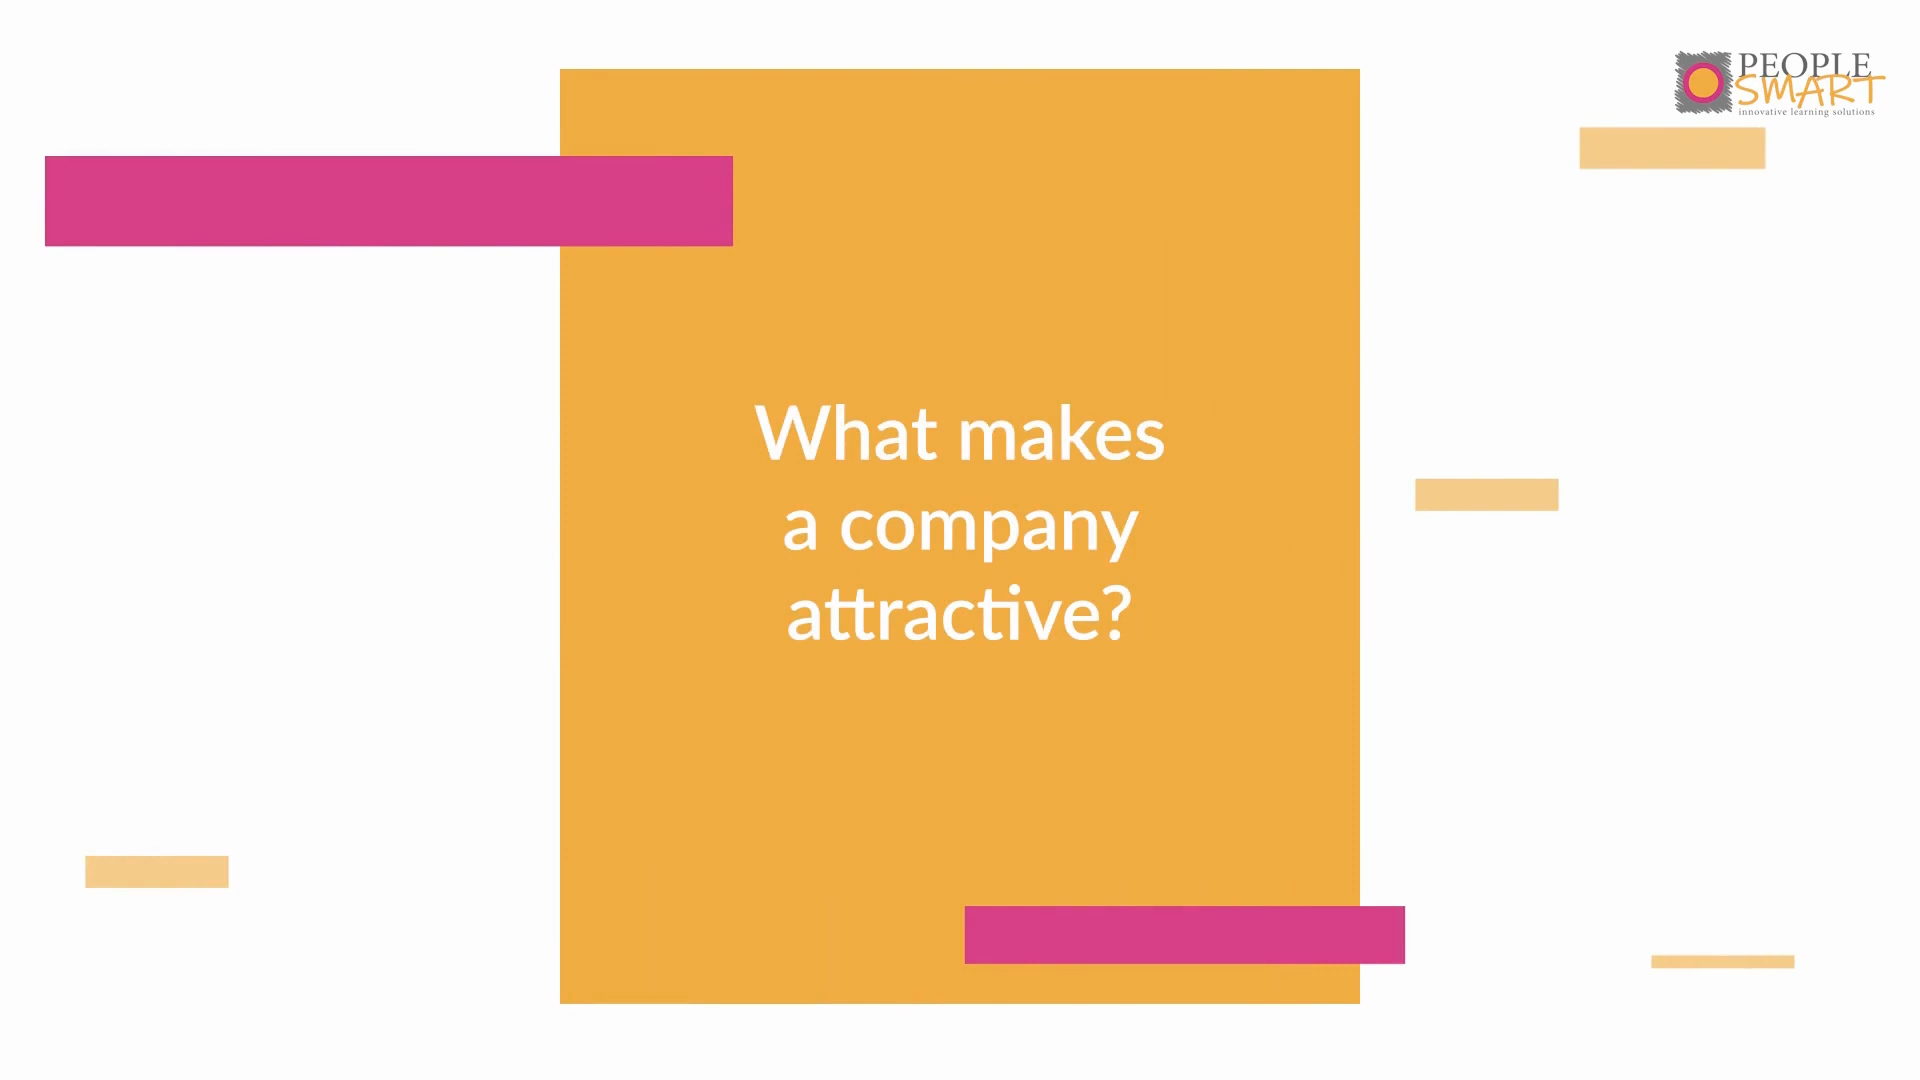 PEOPLE
SMART
innovative learning solutions
What makes
a company
attractive?